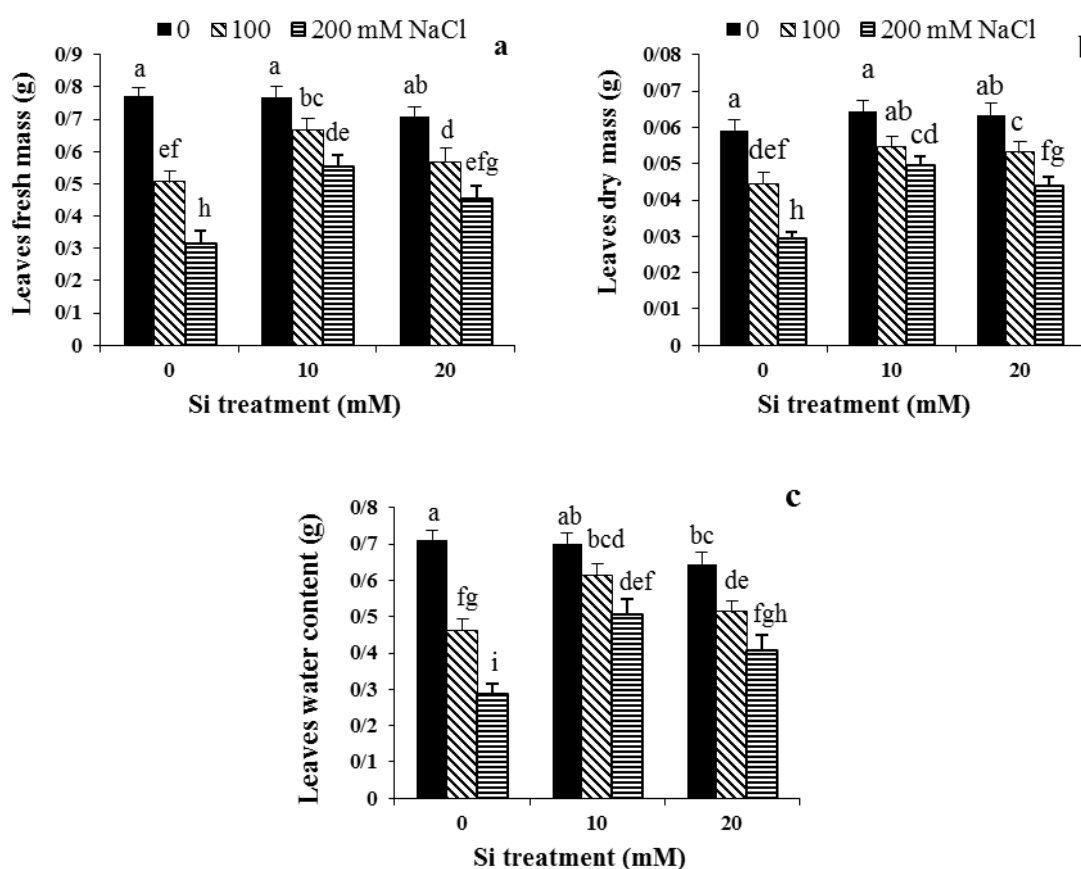 0 100 200 mM NaCl
a
Leaves fresh mass (g)
0/9
0/8
0/7
0/6
0/5
0/4
0/3
0/2
0/1
0
a ef h
a bc de
ab d efg
0 10 20
Si treatment (mM)
0 100 200 mM NaCl
Leaves dry mass (g)
0/08
0/07
0/06
0/05
0/04
0/03
0/02
0/01
0
a def h
a ab cd
ab c fg
0 10 20
Si treatment (mM)
c
Leaves water content (g)
0/8
0/7
0/6
0/5
0/4
0/3
0/2
0/1
0
a fg i
ab bcd def
bc de fgh
0 10 20
Si treatment (mM)